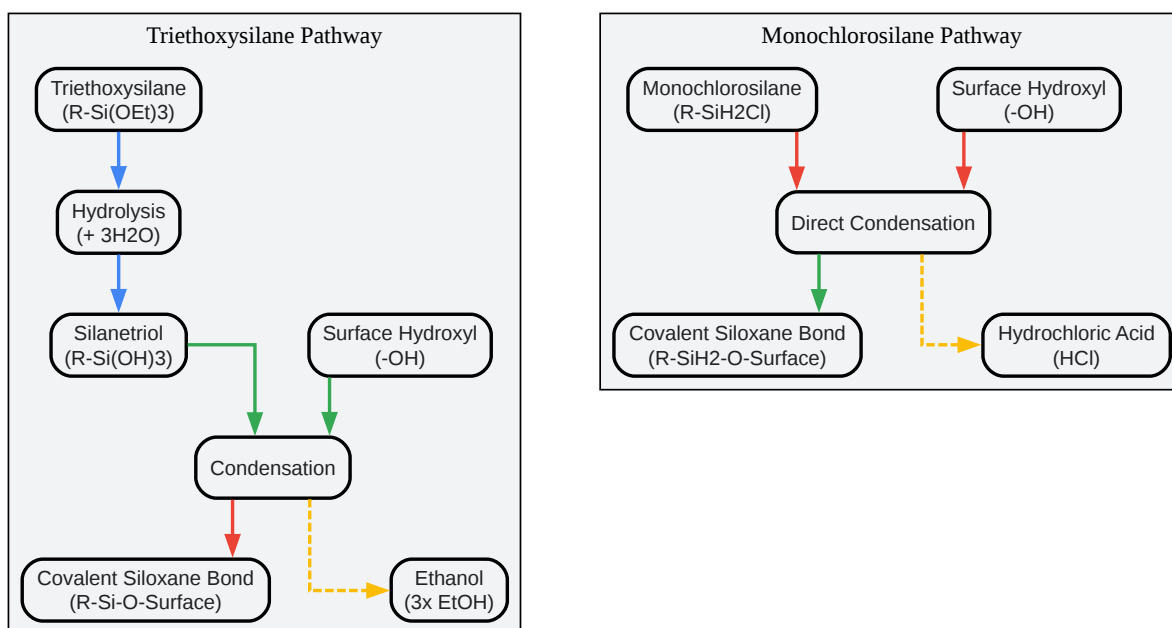 Triethoxysilane Pathway
Triethoxysilane
(R-Si(OEt)3)
Hydrolysis
(+ 3H2O)
Silanetriol
(R-Si(OH)3)
Surface Hydroxyl
(-OH)
Condensation
Covalent Siloxane Bond
(R-Si-O-Surface)
Ethanol
(3x EtOH)
Monochlorosilane Pathway
Monochlorosilane
(R-SiH2Cl)
Surface Hydroxyl
(-OH)
Direct Condensation
Covalent Siloxane Bond
(R-SiH2-O-Surface)
Hydrochloric Acid
(HCl)